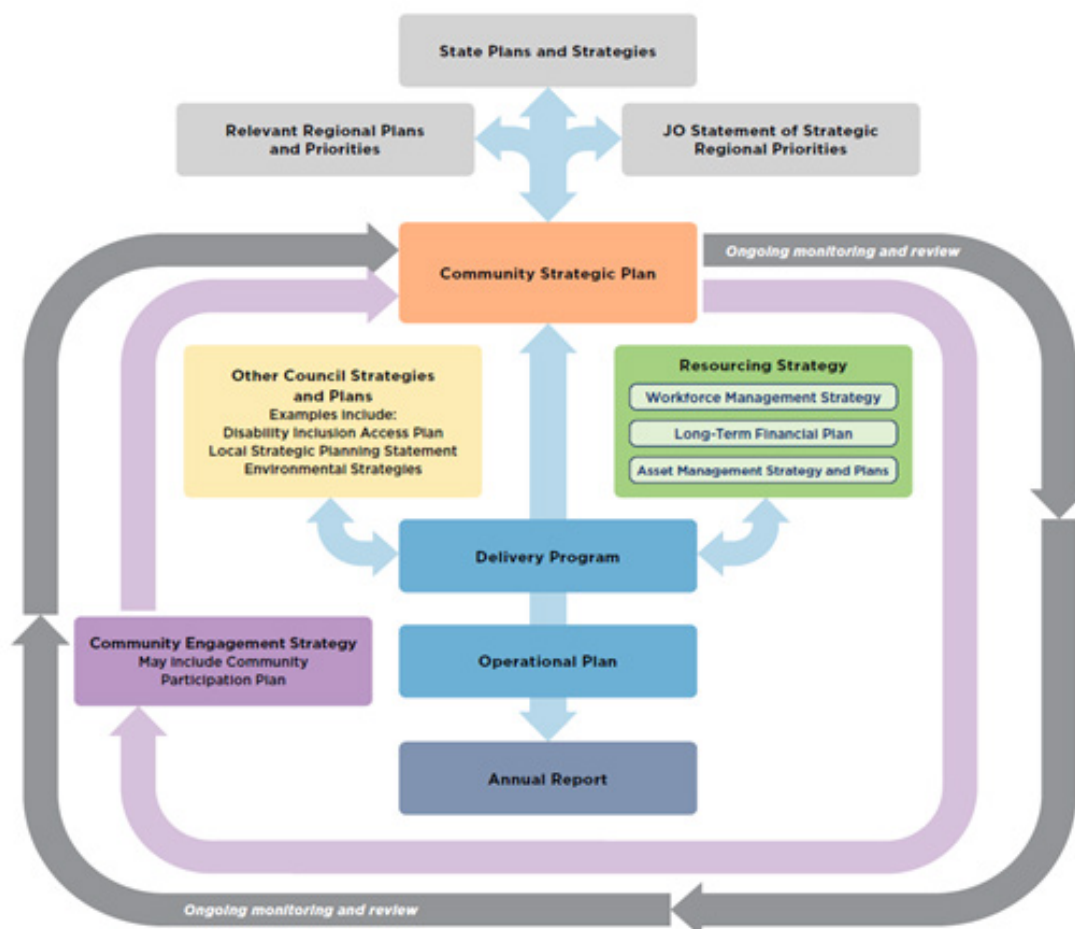 State Plans and Strategies
Relevant Regional Plans
and Priorities
JO Statement of Strategic
Regional Priorities
Community Strategic Plan
Ongoing monitoring and review
Other Council Strategies
and Plans
Examples Include:
Disability Inclusion Access Plan
Local Strategic Planning Statement
Environmental Strategies
Resourcing Strategy
Workforce Management Strategy
Long-Term Financial Plan
Asset Management Strategy and Plans
Delivery Program
Community Engagement Strategy
May Include Community
Participation Plan
Operational Plan
Annual Report
Ongoing monitoring and review